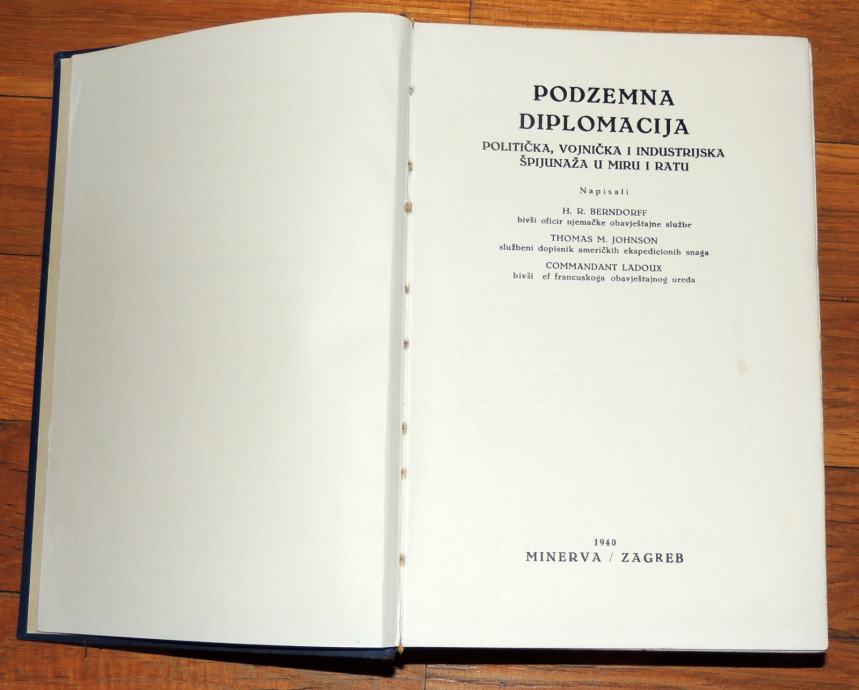 PODZEMNA
DIPLOMACIJA
POLITIČKA, VOJNIČKA I INDUSTRIJSKA
ŠPIJUNAŽA U MIRU I RATU
Napisali
H. R. BERNDORFF
bivši oficir njemačke obavještajne službe
THOMAS M. JOHNSON
službeni dopisnik američkih ekspedicionih snaga
COMMANDANT LADOUX
bivši ef francuskoga obavještajnog ureda
1940
MINERVA / ZAGREB